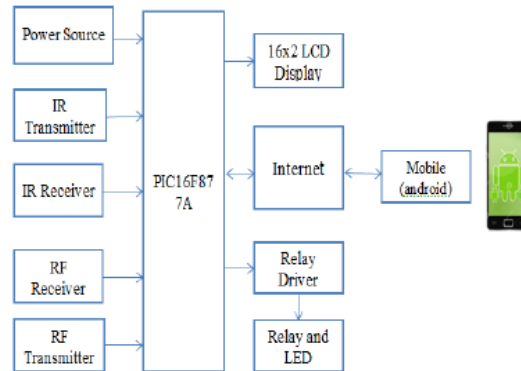 Power Source
IR
Transmitter
IR Receiver
RF
Receiver
RF
Transmitter
PIC16F87
7A
16x2 LCD
Display
Internet
Mobile
(android)
Relay
Driver
Relay and
LED